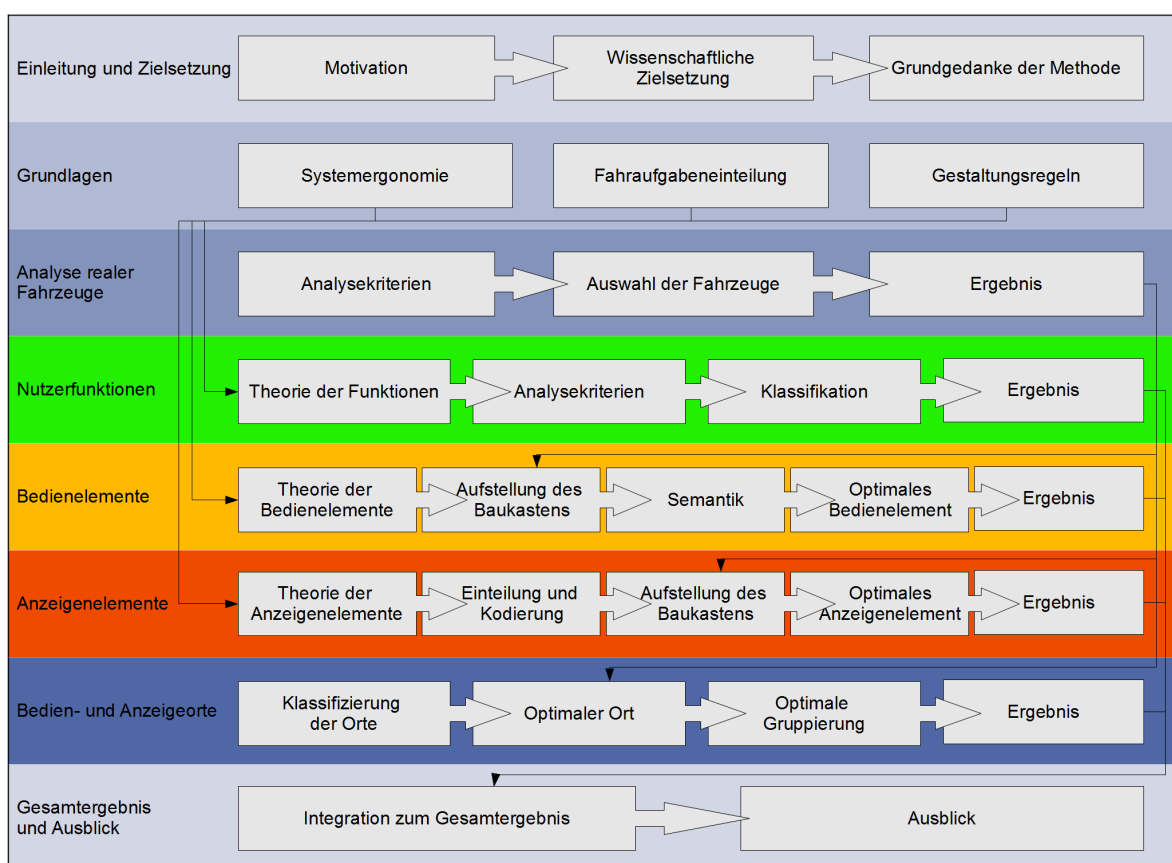 Einleitung und Zielsetzung
Motivation
Wissenschaftliche
Zielsetzung
Grundgedanke der Methode
Grundlagen
Systemergonomie
Fahraufgabeneinteilung
Gestaltungsregeln
Analyse realer
Fahrzeuge
Analysekriterien
Auswahl der Fahrzeuge
Ergebnis
Nutzerfunktionen
Theorie der Funktionen
Analysekriterien
Klassifikation
Ergebnis
Bedienelemente
Theorie der
Bedienelemente
Aufstellung des
Baukastens
Semantik
Optimales
Bedienelement
Ergebnis
Anzeigenelemente
Theorie der
Anzeigenelemente
Einteilung und
Kodierung
Aufstellung des
Baukastens
Optimales
Anzeigenelement
Ergebnis
Bedien- und Anzeigeorte
Klassifizierung
der Orte
Optimaler Ort
Optimale
Gruppierung
Ergebnis
Gesamtergebnis
und Ausblick
Integration zum Gesamtergebnis
Ausblick